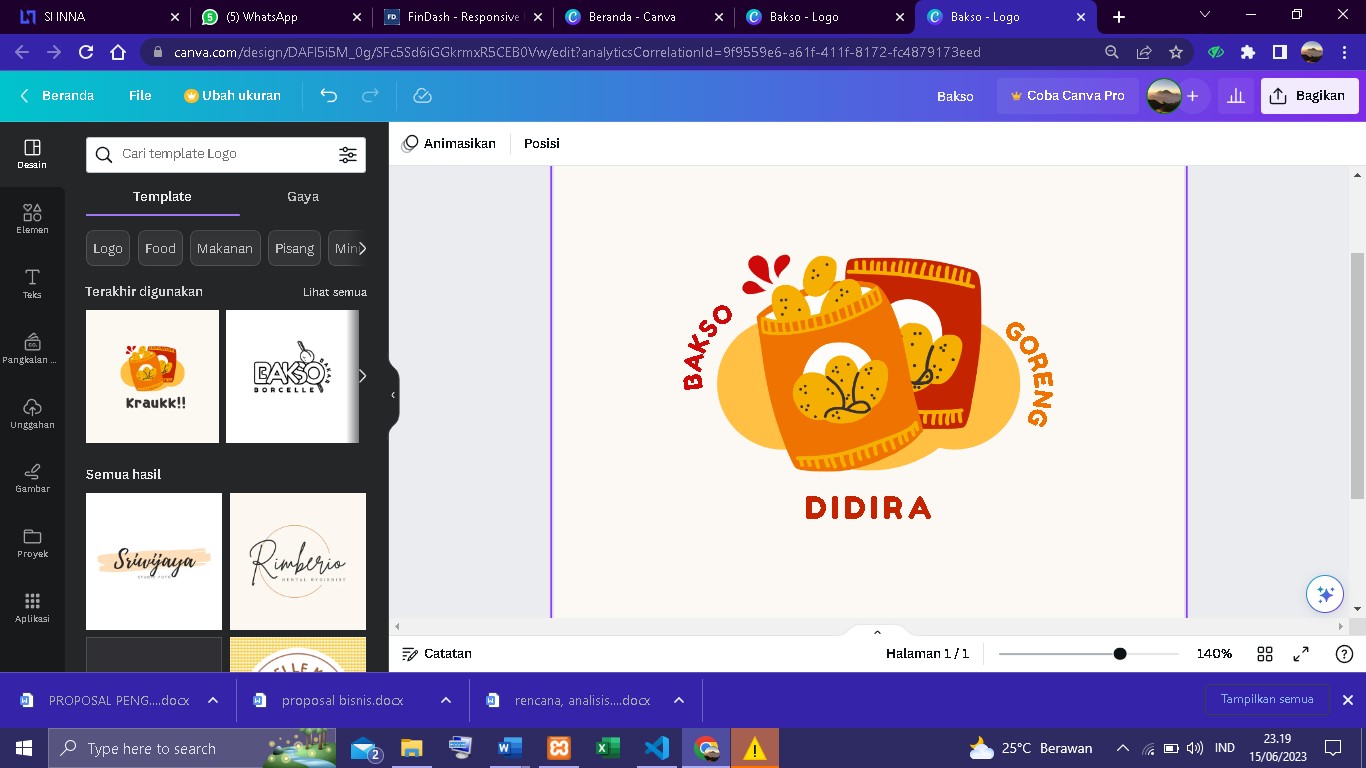 SI INNA
(5) WhatsApp
FinDash - Responsive
Beranda - Canva
Bakso - Logo
Bakso - Logo
canva.com/design/DAFl5i5M_0g/SFc5Sd6iGGkrmxR5CEB0Vw/edit?analyticsCorrelationId=9f9559e6-a61f-411f-8172-fc4879173eed
Beranda
File
Ubah ukuran
Bakso
Coba Canva Pro
Bagikan
Desain
Elemen
Teks
Pangkalan ...
Unggahan
Gambar
Proyek
Aplikasi
Cari template Logo
Template
Gaya
Logo
Food
Makanan
Pisang
Min
Terakhir digunakan
Lihat semua
Kraukk!!
BAKSO
BORCELLE
Semua hasil
Sriwijaya
STUDIO FOTO
Rimberio
DENTAL HYGIENIST
Animasikan
Posisi
BAKSO
GORENG
DIDIRA
Catatan
Halaman 1 / 1
140%
PROPOSAL PENG....docx
proposal bisnis.docx
rencana, analisis....docx
Tampilkan semua
Type here to search
2
25°C Berawan
IND
23.19
15/06/2023